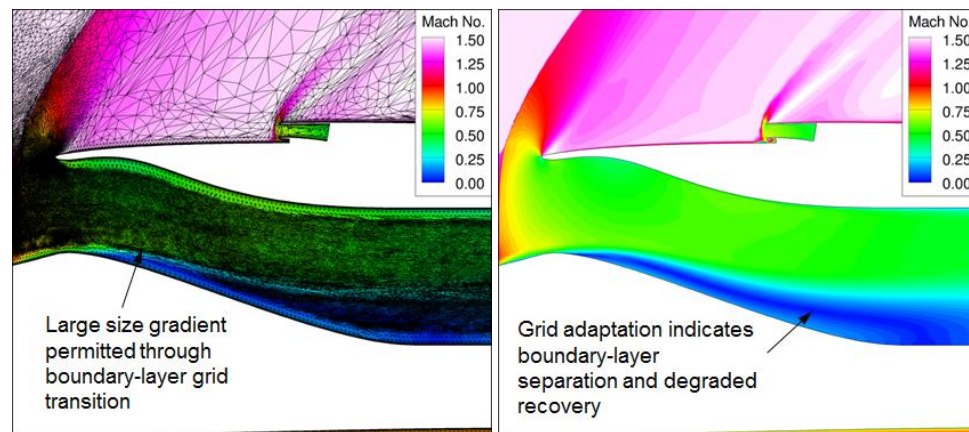 Mach No.
1.50
1.25
1.00
0.75
0.50
0.25
0.00
Large size gradient
permitted through
boundary-layer grid
transition
Mach No.
1.50
1.25
1.00
0.75
0.50
0.25
0.00
Grid adaptation indicates
boundary-layer
separation and degraded
recovery